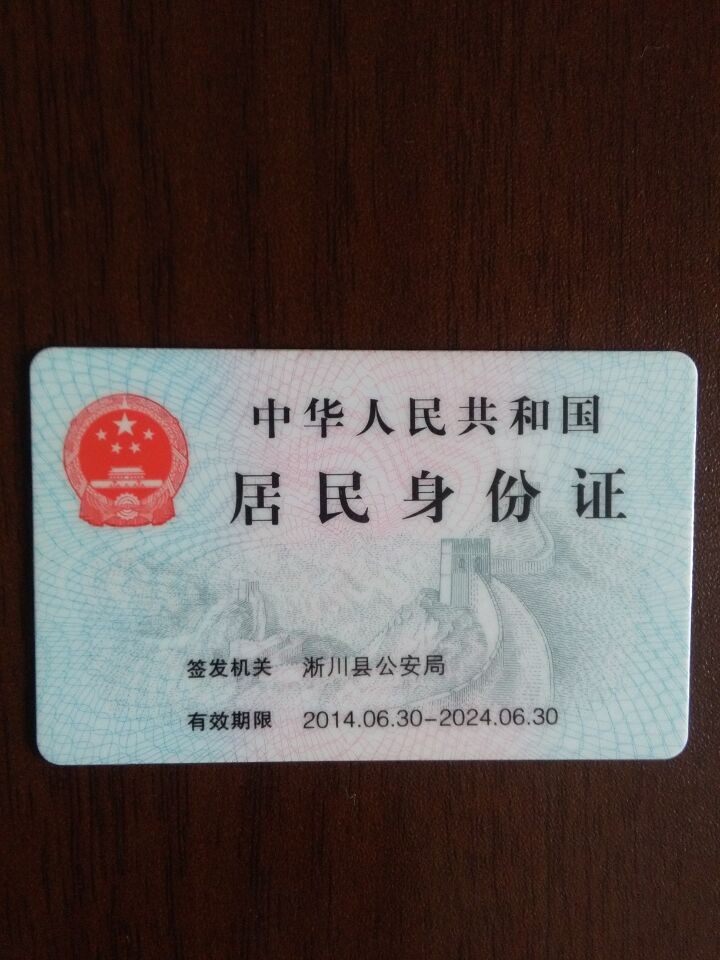 中华人民共和国
居民身份证
签发机关 淅川县公安局
有效期限 2014.06.30-2024.06.30